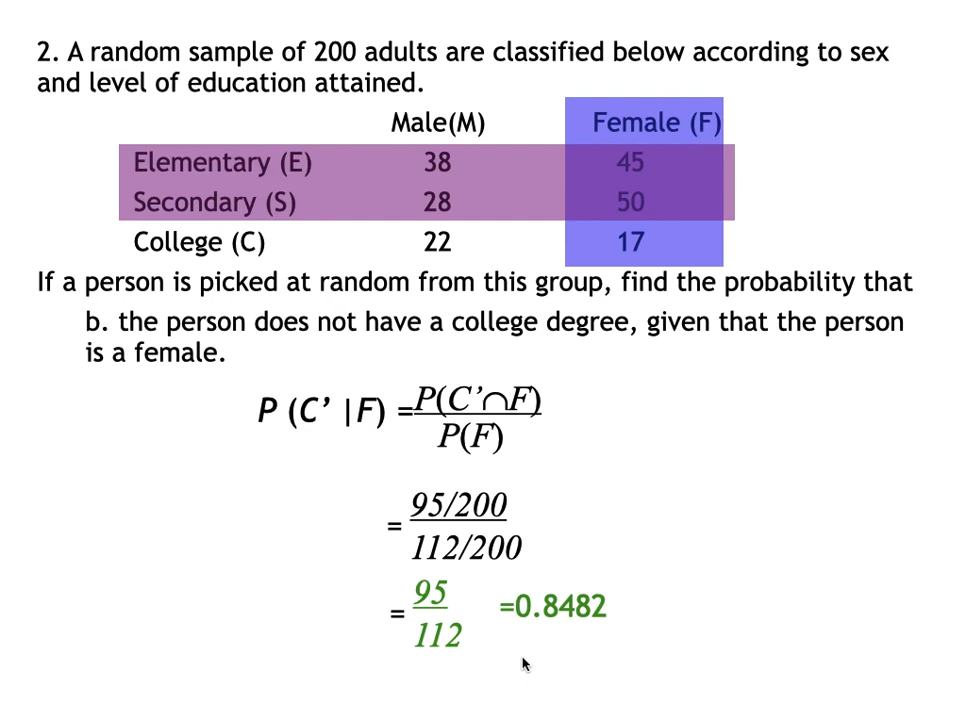 2. A random sample of 200 adults are classified below according to sex
and level of education attained.
Male(M) Female (F)
Elementary (E) 38 45
Secondary (S) 28 50
College (C) 22 17
If a person is picked at random from this group, find the probability that
b. the person does not have a college degree, given that the person
is a female.
P (C’ |F) = P(C’∩F)
P(F)
= 95/200
112/200
= 95 =0.8482
112